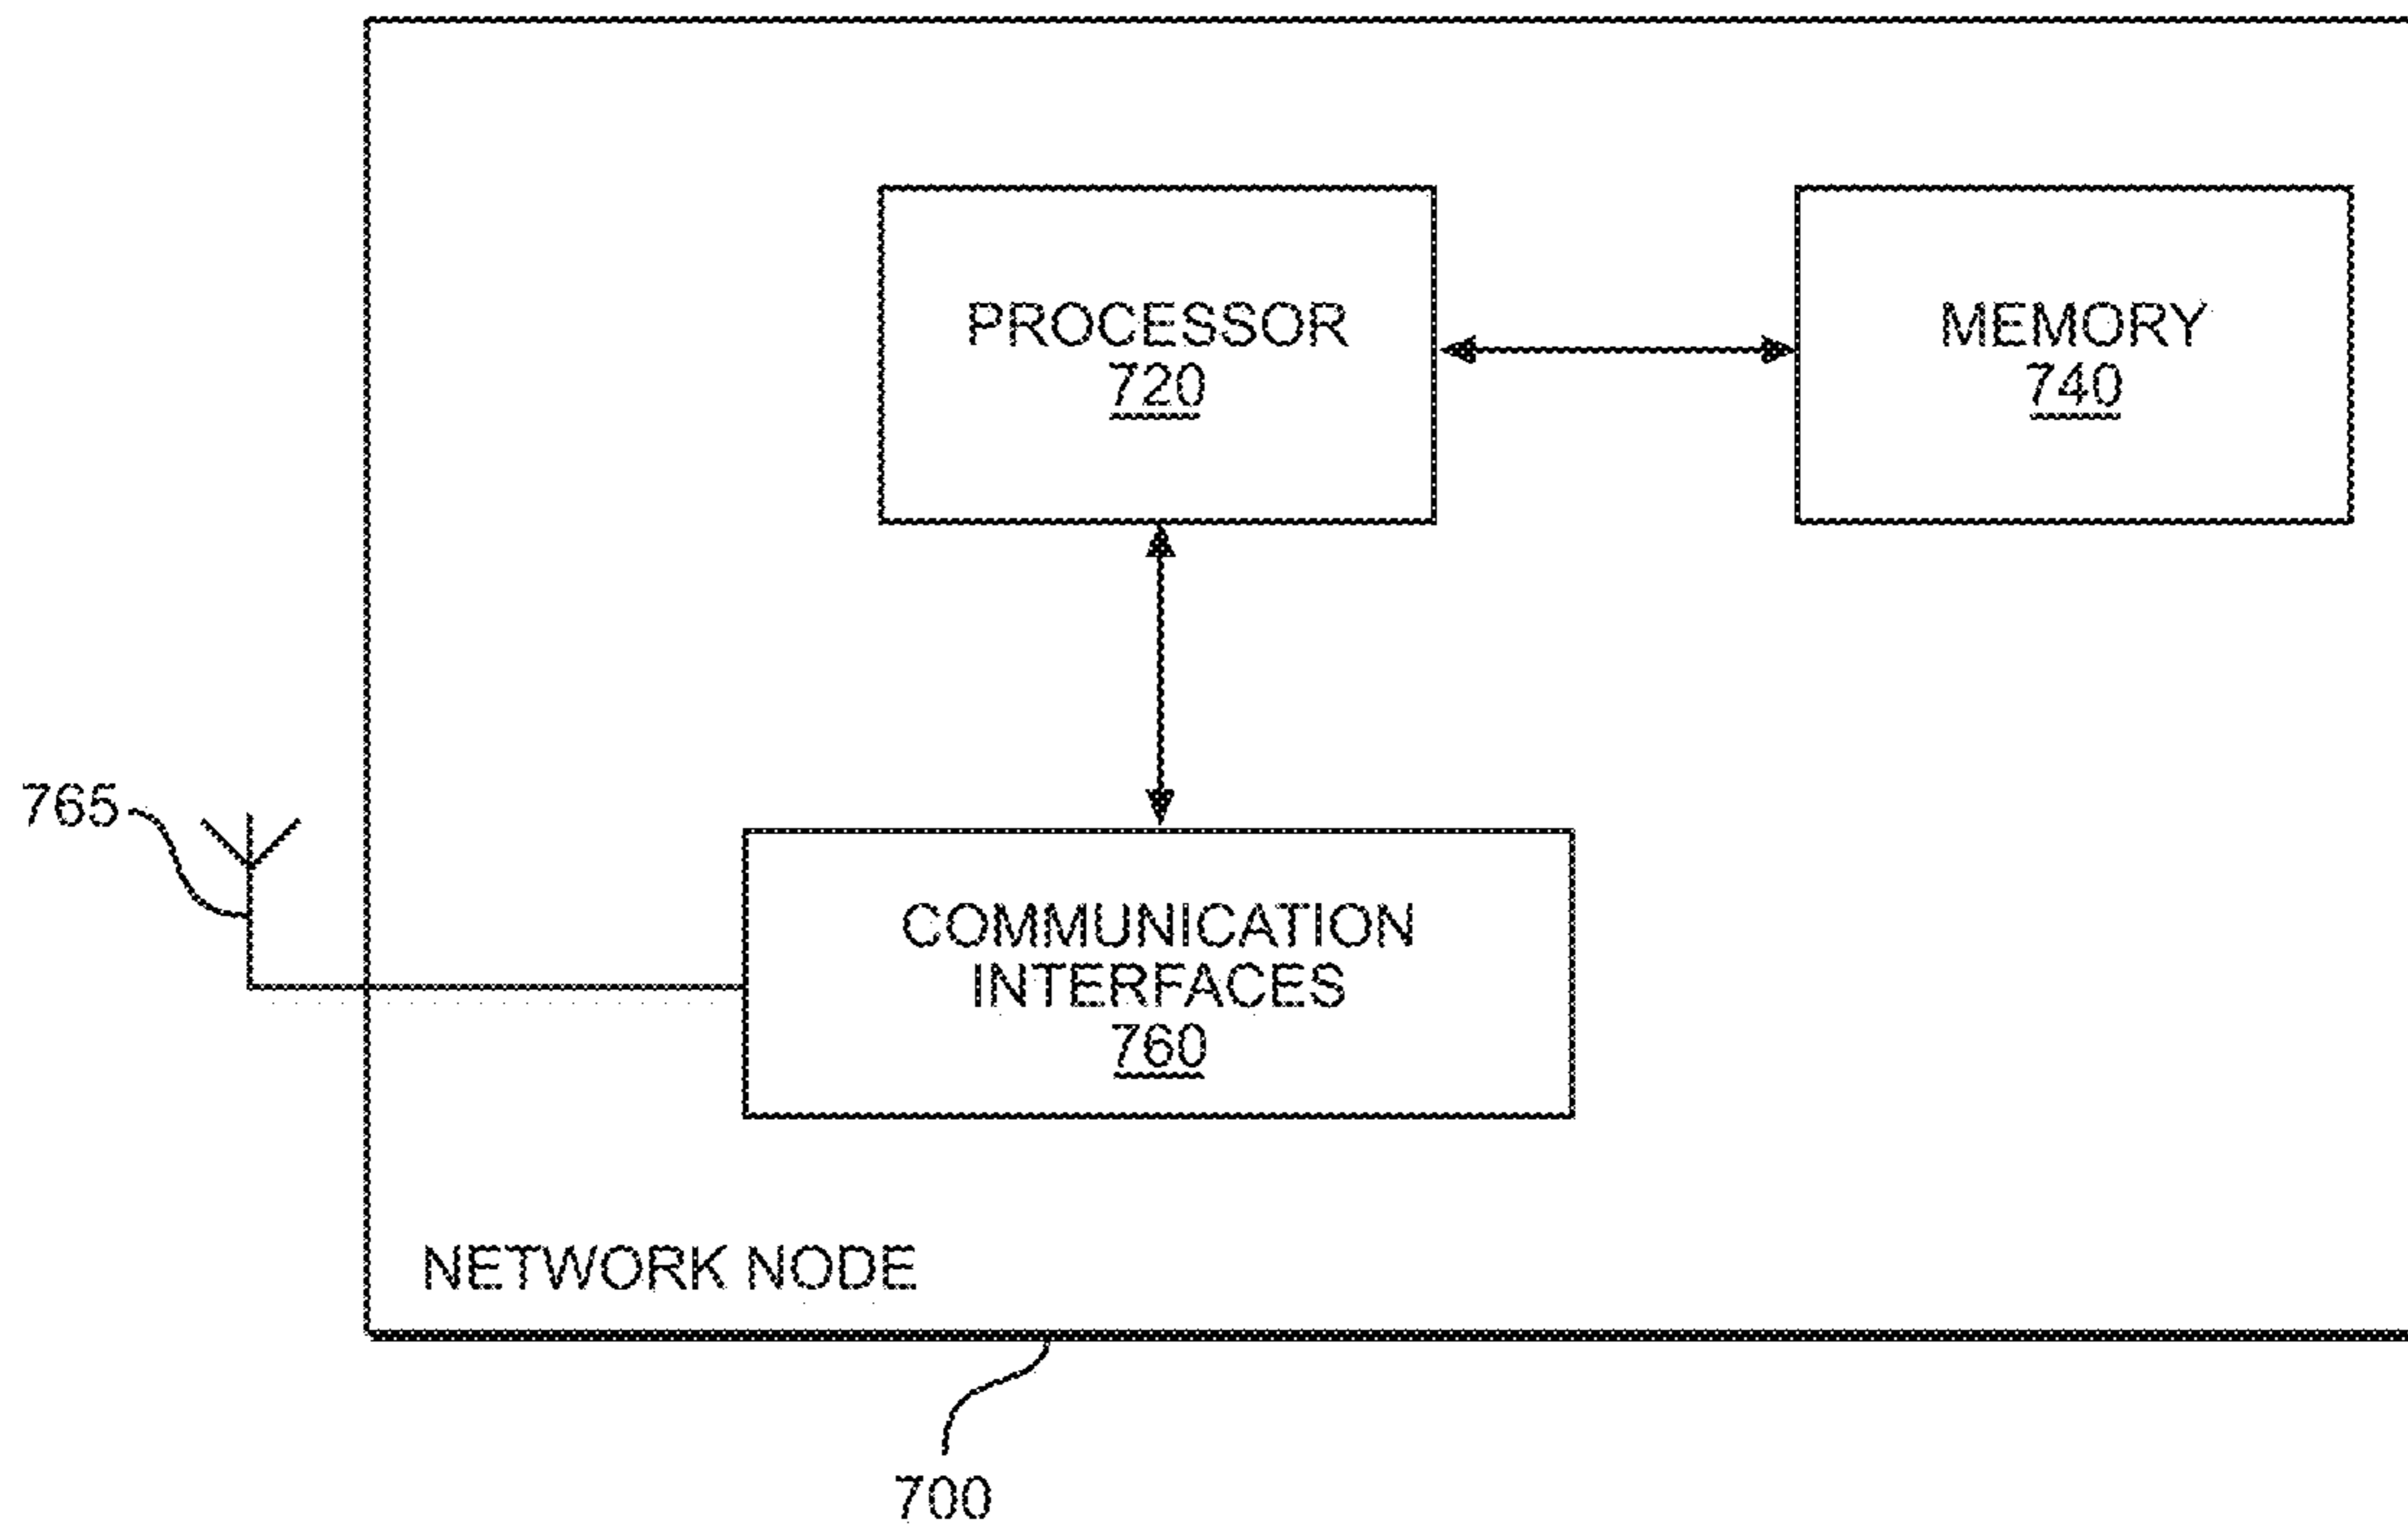 PROCESSOR
720
MEMORY
740
765
COMMUNICATION
INTERFACES
760
NETWORK NODE
700